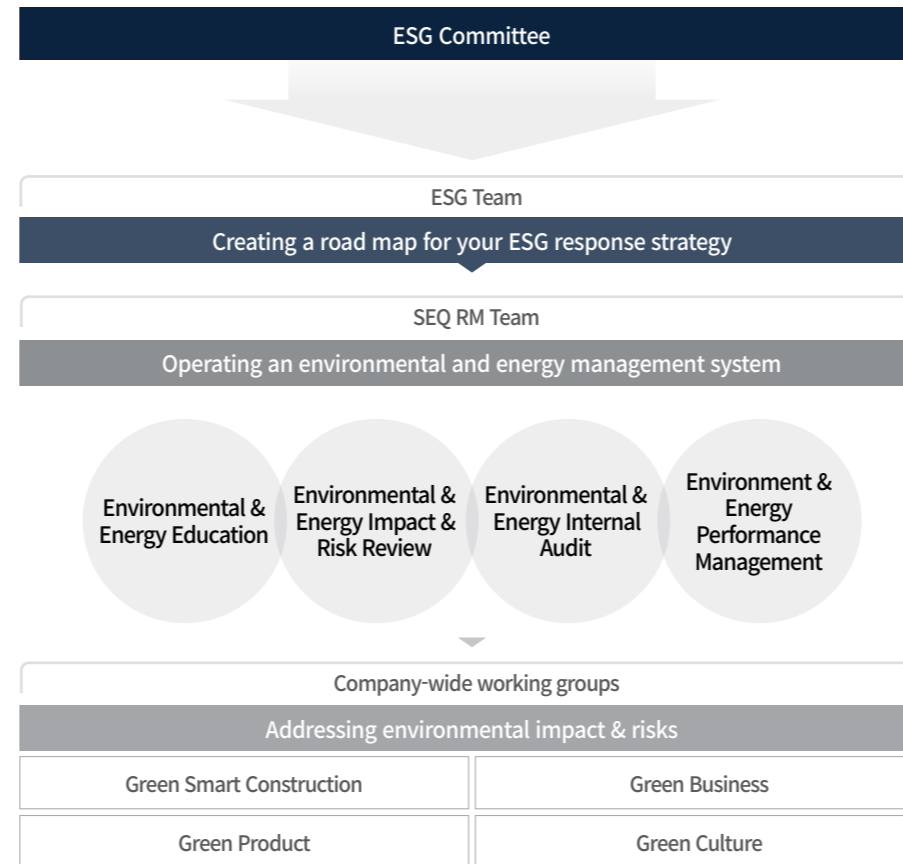 ESG Committee
ESG Team
Creating a road map for your ESG response strategy
SEQ RM Team
Operating an environmental and energy management system
Environmental &
Energy Education
Environmental &
Energy Impact &
Risk Review
Environmental &
Energy Internal
Audit
Environment &
Energy
Performance
Management
Company-wide working groups
Addressing environmental impact & risks
Green Smart Construction
Green Business
Green Product
Green Culture